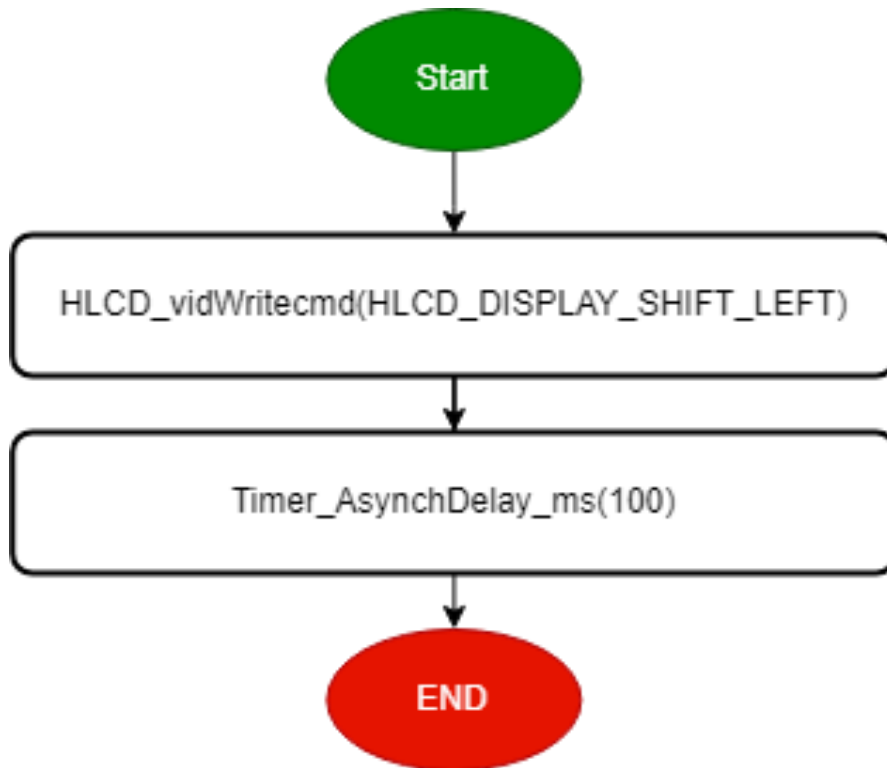 Start
HLCD_vidWritecmd(HLCD_DISPLAY_SHIFT_LEFT)
Timer_AsynchDelay_ms(100)
END